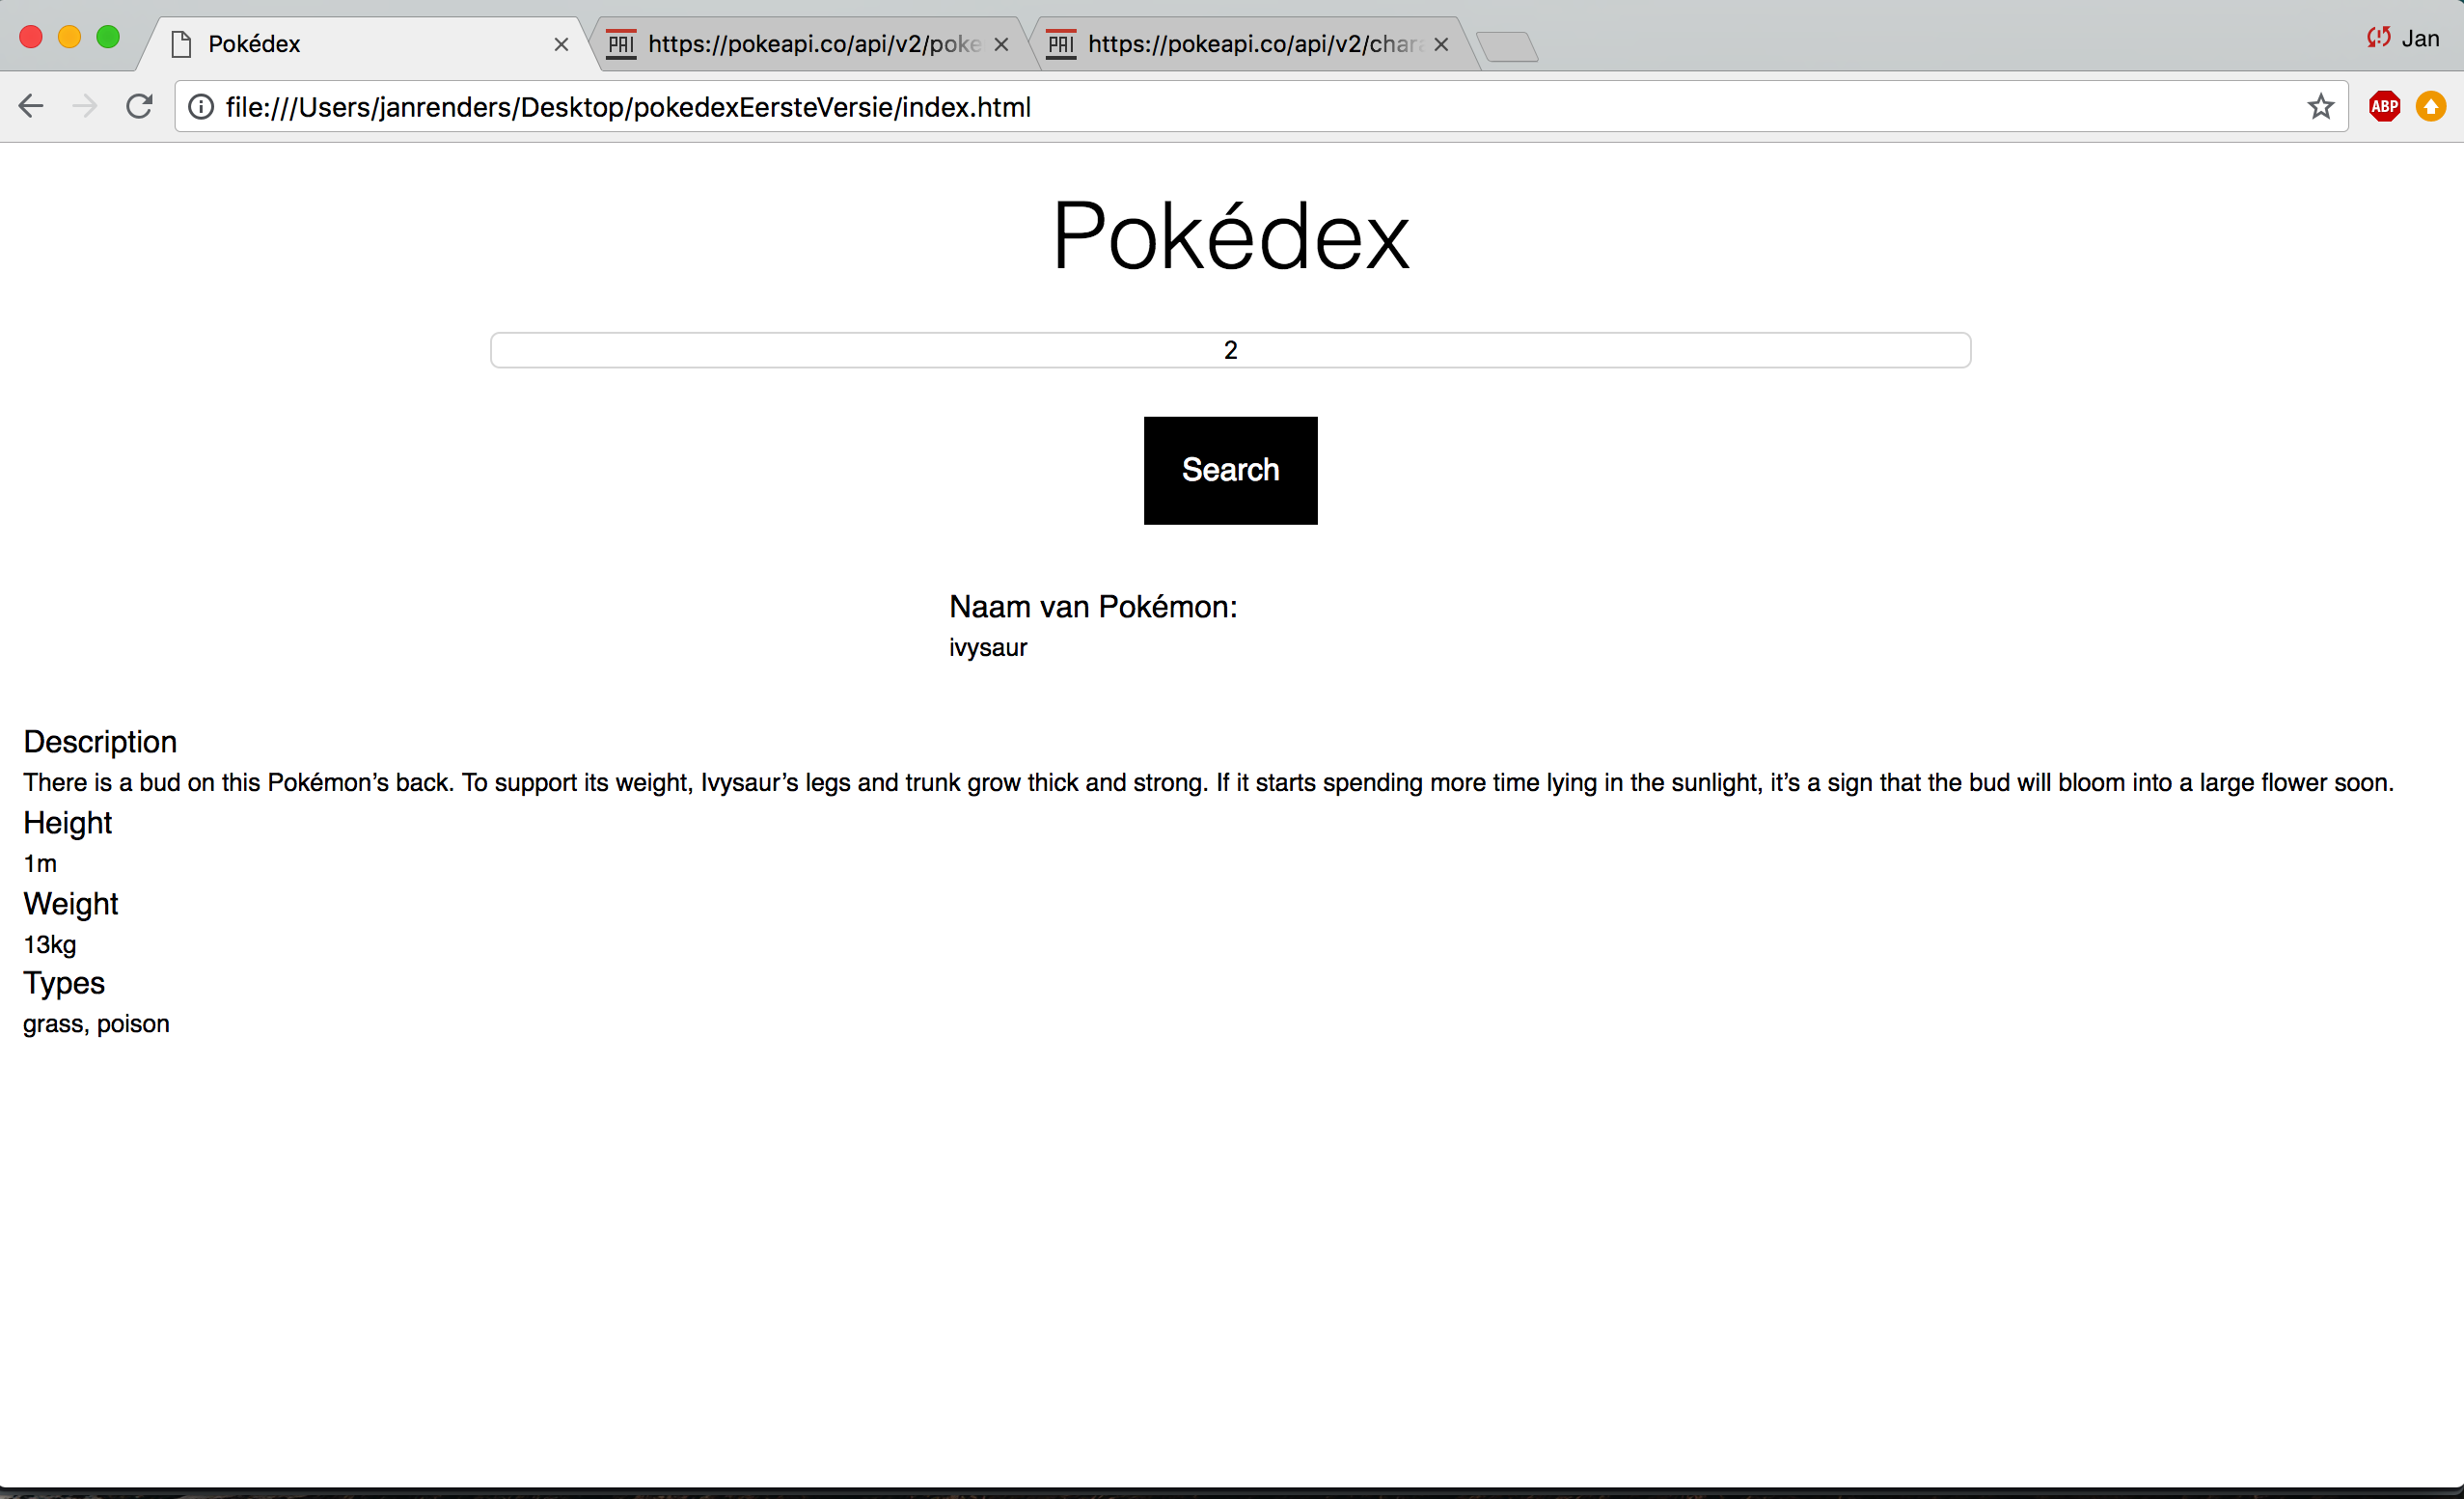 Pokédex
https://pokeapi.co/api/v2/poke
https://pokeapi.co/api/v2/chara
Jan
file:///Users/janrenders/Desktop/pokedexEersteVersie/index.html
ABP
Pokédex
2
Search
Naam van Pokémon:
ivysaur
Description
There is a bud on this Pokémon’s back. To support its weight, Ivysaur’s legs and trunk grow thick and strong. If it starts spending more time lying in the sunlight, it’s a sign that the bud will bloom into a large flower soon.
Height
1m
Weight
13kg
Types
grass, poison